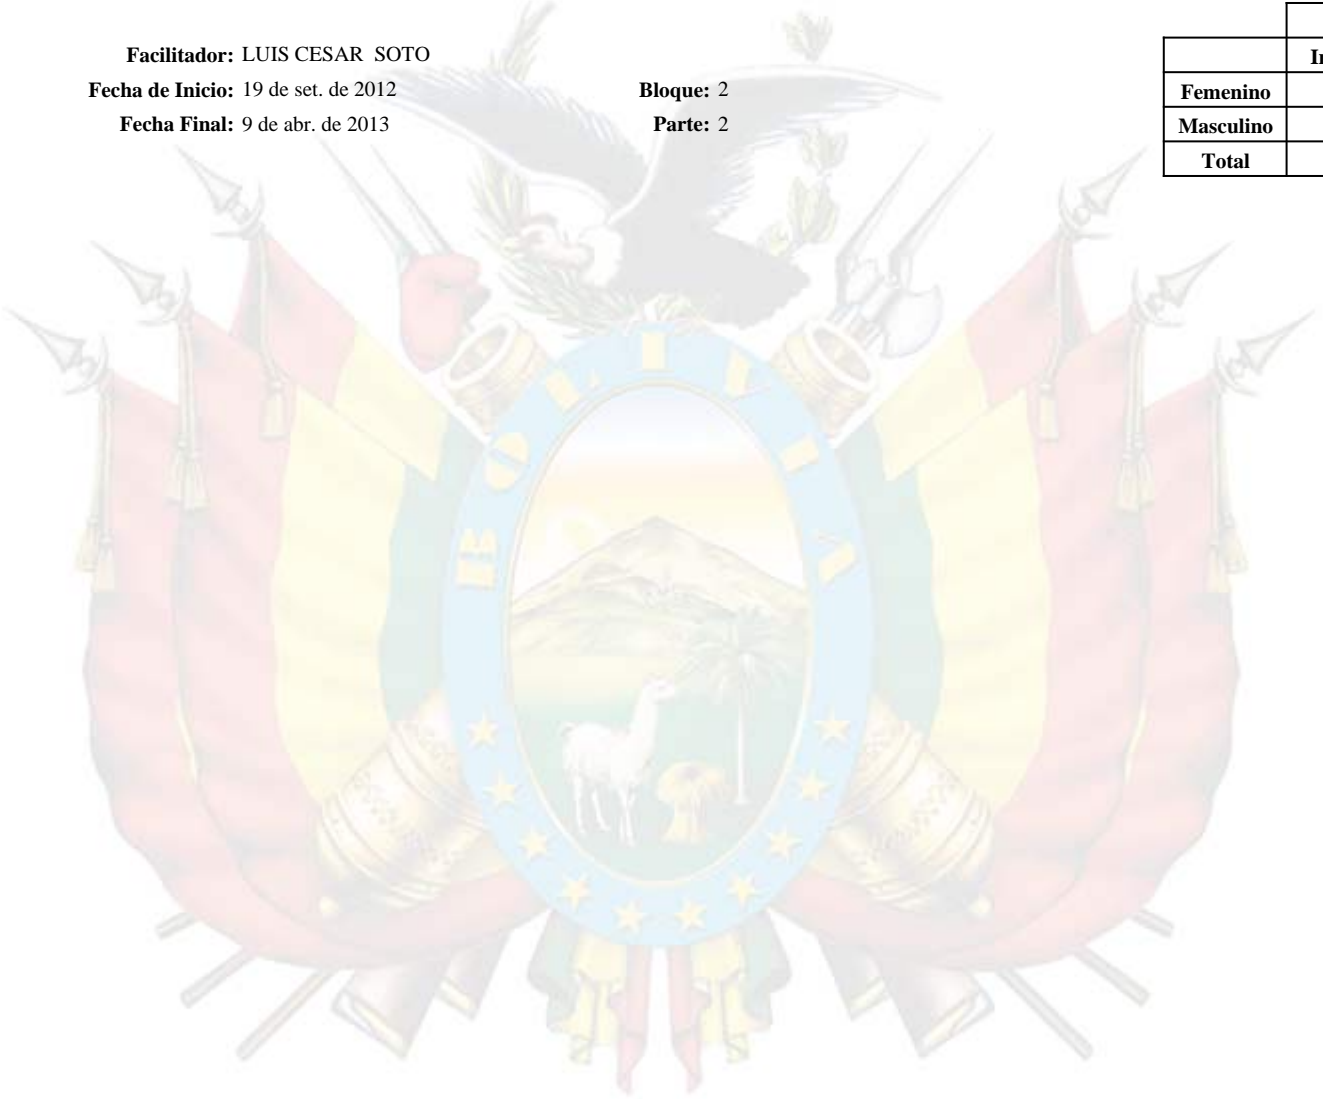 Facilitador: LUIS CESAR SOTO
Fecha de Inicio: 19 de set. de 2012 Bloque: 2
Fecha Final: 9 de abr. de 2013 Parte: 2
Femenino
Masculino
Total
BOLIVIA